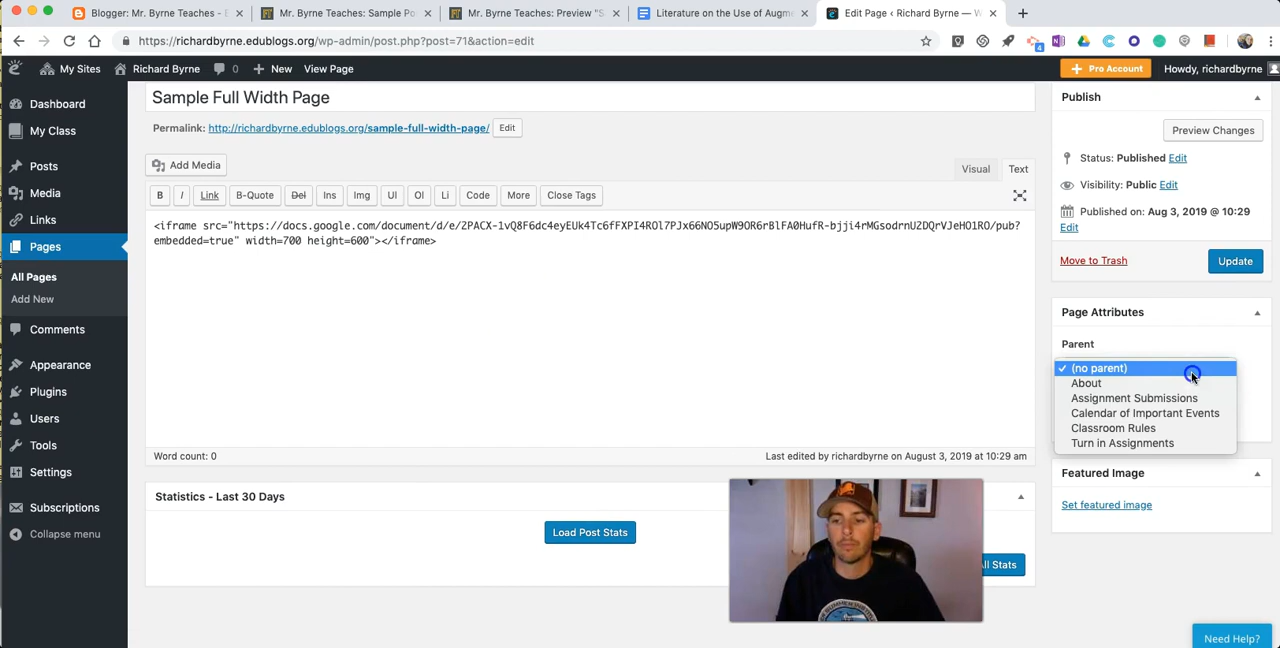 Blogger: Mr. Byrne Teaches - E
Mr. Byrne Teaches: Sample Po
Mr. Byrne Teaches: Preview "S
Literature on the Use of Augme
Edit Page ‹ Richard Byrne — W
https://richardbyrne.edublogs.org/wp-admin/post.php?post=71&action=edit
My Sites
Richard Byrne
0
New
View Page
Pro Account
Howdy, richardbyrne
Dashboard
My Class
Posts
Media
Links
Pages
All Pages
Add New
Comments
Appearance
Plugins
Users
Tools
Settings
Subscriptions
Collapse menu
Sample Full Width Page
Permalink: http://richardbyrne.edublogs.org/sample-full-width-page/ Edit
Add Media
Visual
Text
B
I
Link
B-Quote
Del
Ins
Img
Ul
Ol
Li
Code
More
Close Tags
<iframe src="https://docs.google.com/document/d/e/2PACX-1vQ8F6dc4eyEUk4Tc6fFXPI4ROl7PJx66NO5upW9OR6rBlFA0HufR-bjji4rMGsodrnU2DQrVJeHO1RO/pub?
embedded=true" width=700 height=600"></iframe>
Word count: 0
Last edited by richardbyrne on August 3, 2019 at 10:29 am
Statistics - Last 30 Days
Load Post Stats
All Stats
Publish
Preview Changes
Status: Published Edit
Visibility: Public Edit
Published on: Aug 3, 2019 @ 10:29
Edit
Move to Trash
Update
Page Attributes
Parent
(no parent)
About
Assignment Submissions
Calendar of Important Events
Classroom Rules
Turn in Assignments
Featured Image
Set featured image
Need Help?